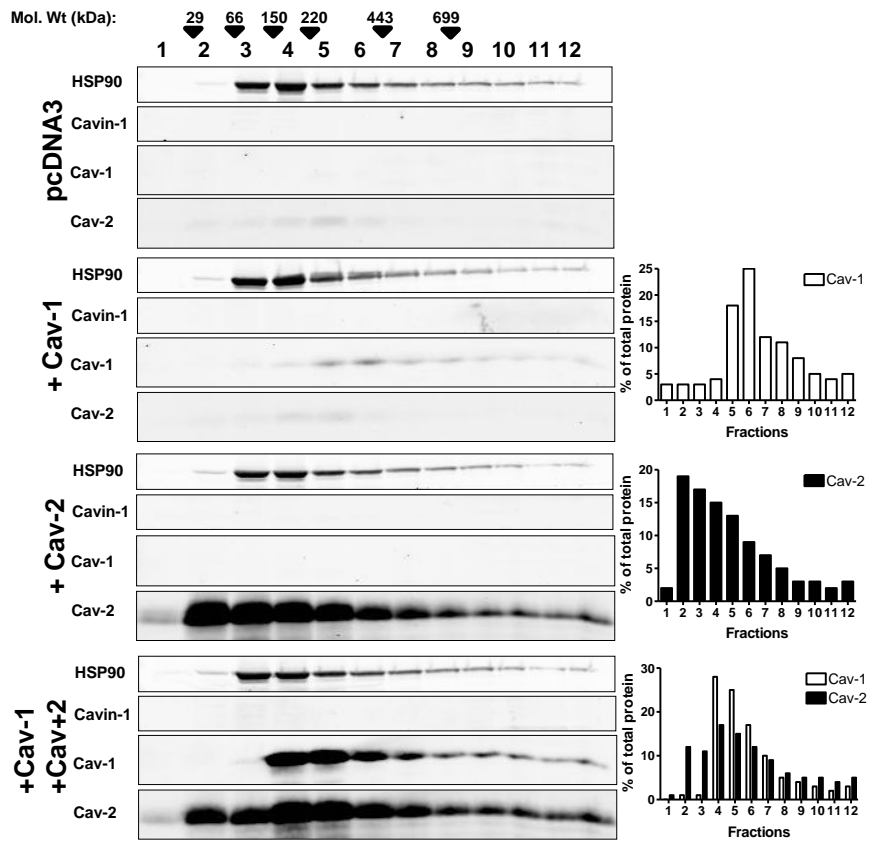 Mol. Wt (kDa): 29 66 150 220 443 699
1 2 3 4 5 6 7 8 9 10 11 12
pcDNA3
HSP90
Cavin-1
Cav-1
Cav-2
+ Cav-1
HSP90
Cavin-1
Cav-1
Cav-2
% of total protein
25
20
15
10
5
0
Cav-1
1 2 3 4 5 6 7 8 9 10 11 12
Fractions
+ Cav-2
HSP90
Cavin-1
Cav-1
Cav-2
% of total protein
20
15
10
5
0
Cav-2
1 2 3 4 5 6 7 8 9 10 11 12
Fractions
+Cav-1
+Cav+2
HSP90
Cavin-1
Cav-1
Cav-2
% of total protein
30
20
10
0
Cav-1
Cav-2
1 2 3 4 5 6 7 8 9 10 11 12
Fractions